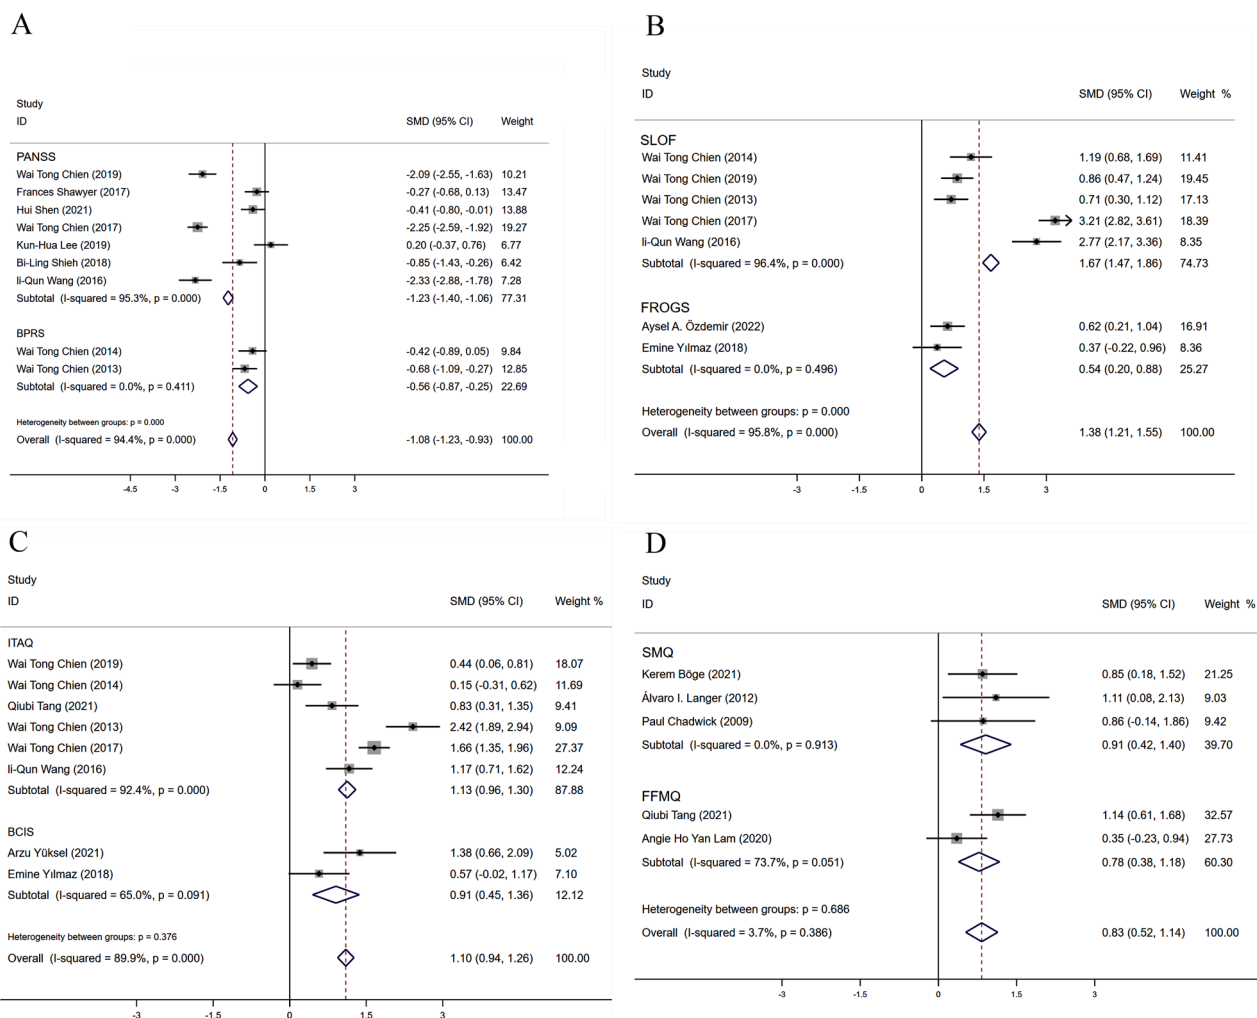 A
Study
ID SMD (95% CI) Weight
PANSS
Wai Tong Chien (2019) -2.09 (-2.55, -1.63) 10.21
Frances Shawyer (2017) -0.27 (-0.68, 0.13) 13.47
Hui Shen (2021) -0.41 (-0.80, -0.01) 13.88
Wai Tong Chien (2017) -2.25 (-2.59, -1.92) 19.27
Kun-Hua Lee (2019) 0.20 (-0.37, 0.76) 6.77
Bi-Ling Shieh (2018) -0.85 (-1.43, -0.26) 6.42
li-Qun Wang (2016) -2.33 (-2.88, -1.78) 7.28
Subtotal (I-squared = 95.3%, p = 0.000) -1.23 (-1.40, -1.06) 77.31
BPRS
Wai Tong Chien (2014) -0.42 (-0.89, 0.05) 9.84
Wai Tong Chien (2013) -0.68 (-1.09, -0.27) 12.85
Subtotal (I-squared = 0.0%, p = 0.411) -0.56 (-0.87, -0.25) 22.69
Heterogeneity between groups: p = 0.000
Overall (I-squared = 94.4%, p = 0.000) -1.08 (-1.23, -0.93) 100.00
-4.5 -3 -1.5 0 1.5 3
B
Study
ID SMD (95% CI) Weight %
SLOF
Wai Tong Chien (2014) 1.19 (0.68, 1.69) 11.41
Wai Tong Chien (2019) 0.86 (0.47, 1.24) 19.45
Wai Tong Chien (2013) 0.71 (0.30, 1.12) 17.13
Wai Tong Chien (2017) 3.21 (2.82, 3.61) 18.39
li-Qun Wang (2016) 2.77 (2.17, 3.36) 8.35
Subtotal (I-squared = 96.4%, p = 0.000) 1.67 (1.47, 1.86) 74.73
FROGS
Aysel A. Özdemir (2022) 0.62 (0.21, 1.04) 16.91
Emine Yılmaz (2018) 0.37 (-0.22, 0.96) 8.36
Subtotal (I-squared = 0.0%, p = 0.496) 0.54 (0.20, 0.88) 25.27
Heterogeneity between groups: p = 0.000
Overall (I-squared = 95.8%, p = 0.000) 1.38 (1.21, 1.55) 100.00
-3 -1.5 0 1.5 3
C
Study
ID SMD (95% CI) Weight %
ITAQ
Wai Tong Chien (2019) 0.44 (0.06, 0.81) 18.07
Wai Tong Chien (2014) 0.15 (-0.31, 0.62) 11.69
Qiubi Tang (2021) 0.83 (0.31, 1.35) 9.41
Wai Tong Chien (2013) 2.42 (1.89, 2.94) 9.09
Wai Tong Chien (2017) 1.66 (1.35, 1.96) 27.37
li-Qun Wang (2016) 1.17 (0.71, 1.62) 12.24
Subtotal (I-squared = 92.4%, p = 0.000) 1.13 (0.96, 1.30) 87.88
BCIS
Arzu Yüksel (2021) 1.38 (0.66, 2.09) 5.02
Emine Yılmaz (2018) 0.57 (-0.02, 1.17) 7.10
Subtotal (I-squared = 65.0%, p = 0.091) 0.91 (0.45, 1.36) 12.12
Heterogeneity between groups: p = 0.376
Overall (I-squared = 89.9%, p = 0.000) 1.10 (0.94, 1.26) 100.00
-3 -1.5 0 1.5 3
D
Study
ID SMD (95% CI) Weight %
SMQ
Kerem Böge (2021) 0.85 (0.18, 1.52) 21.25
Álvaro I. Langer (2012) 1.11 (0.08, 2.13) 9.03
Paul Chadwick (2009) 0.86 (-0.14, 1.86) 9.42
Subtotal (I-squared = 0.0%, p = 0.913) 0.91 (0.42, 1.40) 39.70
FFMQ
Qiubi Tang (2021) 1.14 (0.61, 1.68) 32.57
Angie Ho Yan Lam (2020) 0.35 (-0.23, 0.94) 27.73
Subtotal (I-squared = 73.7%, p = 0.051) 0.78 (0.38, 1.18) 60.30
Heterogeneity between groups: p = 0.686
Overall (I-squared = 3.7%, p = 0.386) 0.83 (0.52, 1.14) 100.00
-3 -1.5 0 1.5 3